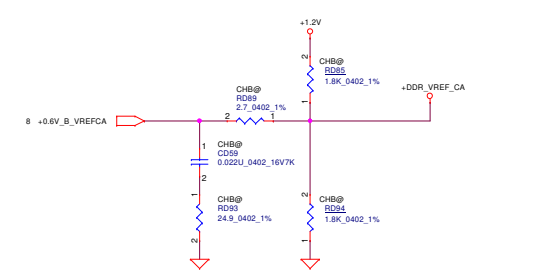 +1.2V
2
CHB@
RD85
1.8K_0402_1%
1
+DDR_VREF_CA
CHB@
RD89
2.7_0402_1%
2 1
8 +0.6V_B_VREFCA
1
CHB@
CD59
0.022U_0402_16V7K
2
1
CHB@
RD93
24.9_0402_1%
2
2
CHB@
RD94
1.8K_0402_1%
1